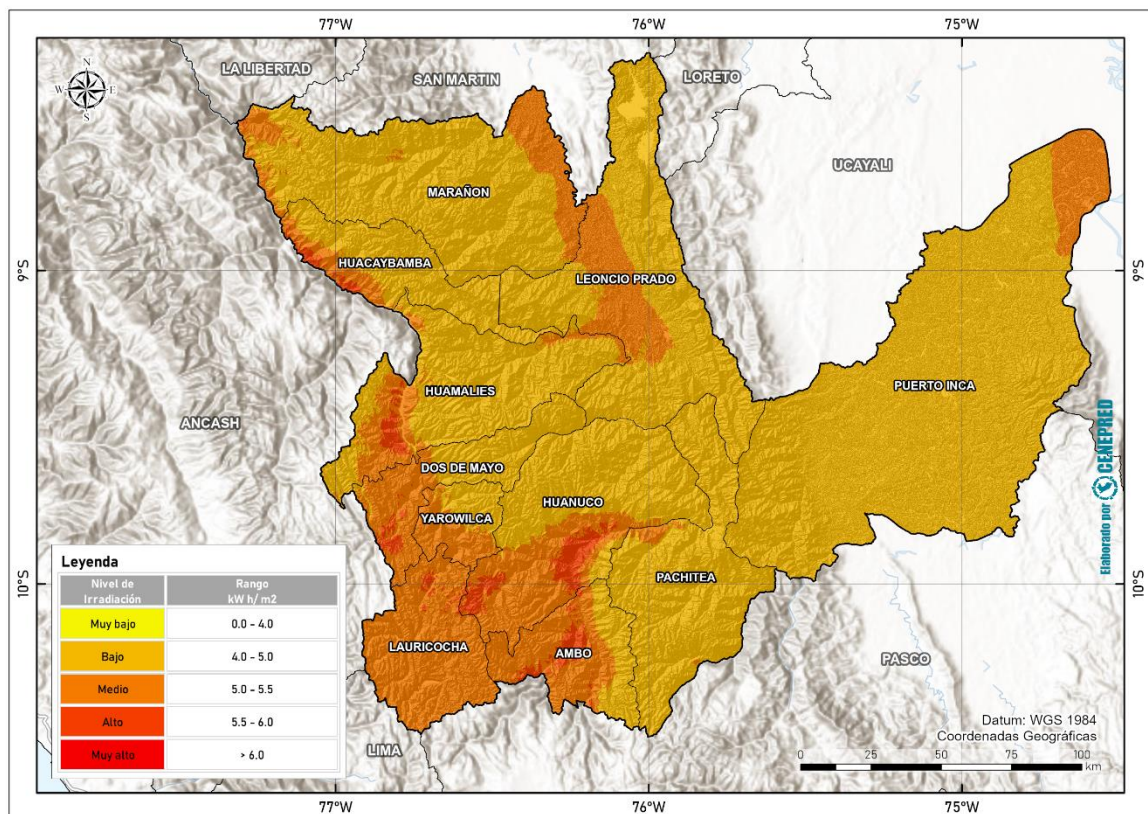 77°W
76°W
75°W
N
W
E
S
LA LIBERTAD
SAN MARTIN
LORETO
UCAYALI
MARAÑON
HUACAYBAMBA
9°S
LEONCIO PRADO
9°S
PUERTO INCA
HUAMALIES
ANCASH
DOS DE MAYO
HUANUCO
YAROWILCA
Elaborado por CENEPRED
10°S
PACHITEA
10°S
LAURICOCHA
AMBO
PASCO
LIMA
Leyenda
Nivel de Irradiación Rango kW h/ m2
Muy bajo 0.0 - 4.0
Bajo 4.0 - 5.0
Medio 5.0 - 5.5
Alto 5.5 - 6.0
Muy alto > 6.0
Datum: WGS 1984
Coordenadas Geográficas
0 25 50 75 100
km
77°W
76°W
75°W